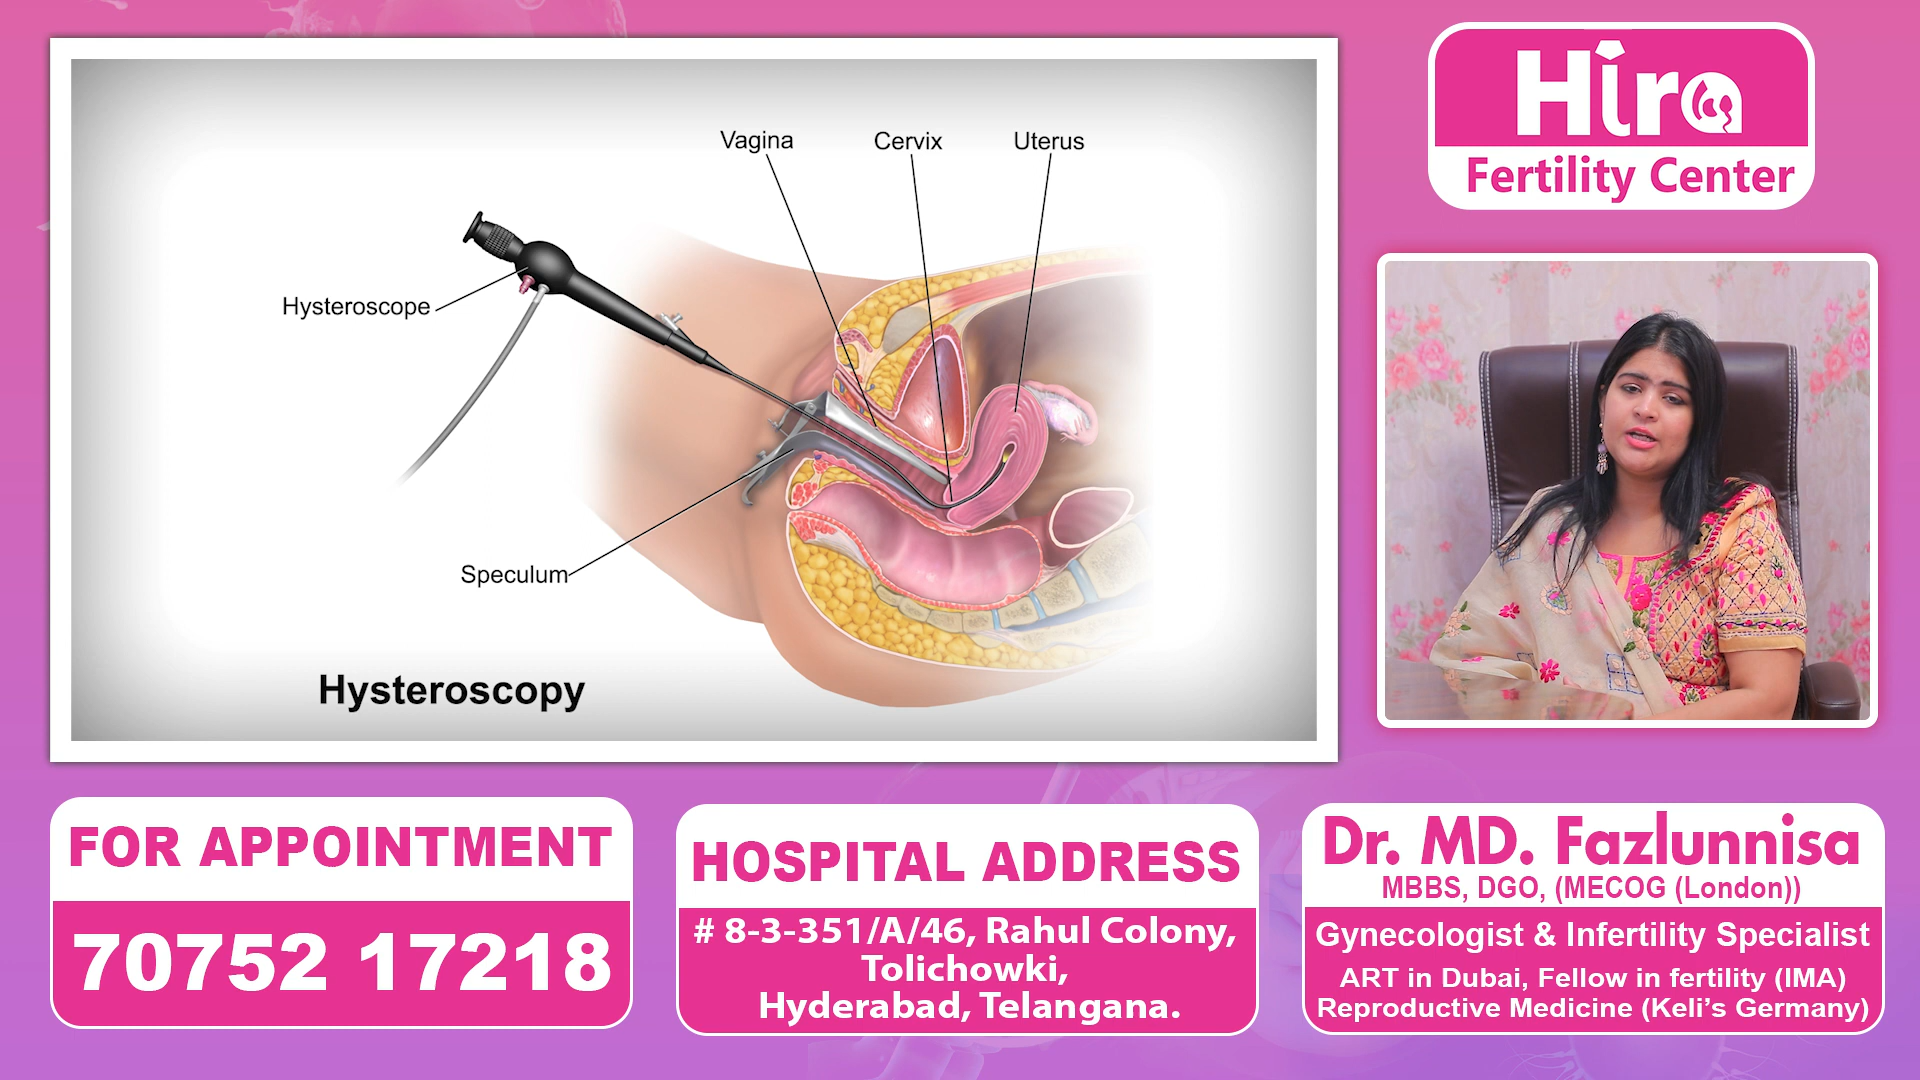 Vagina
Cervix
Uterus
Hysteroscope
Speculum
Hysteroscopy
Hira
Fertility Center
FOR APPOINTMENT
70752 17218
HOSPITAL ADDRESS
# 8-3-351/A/46, Rahul Colony,
Tolichowki,
Hyderabad, Telangana.
Dr. MD. Fazlunnisa
MBBS, DGO, (MECOG (London))
Gynecologist & Infertility Specialist
ART in Dubai, Fellow in fertility (IMA)
Reproductive Medicine (Keli's Germany)